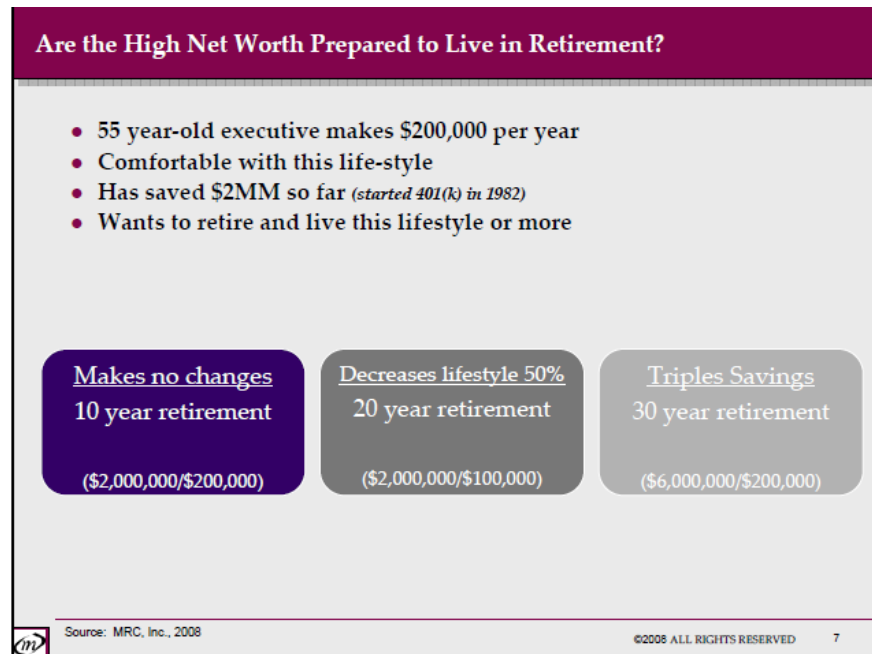 Are the High Net Worth Prepared to Live in Retirement?
● 55 year-old executive makes $200,000 per year
● Comfortable with this life-style
● Has saved $2MM so far (started 401(k) in 1982)
● Wants to retire and live this lifestyle or more
Makes no changes
10 year retirement
($2,000,000/$200,000)
Decreases lifestyle 50%
20 year retirement
($2,000,000/$100,000)
Triples Savings
30 year retirement
($6,000,000/$200,000)
m
Source: MRC, Inc., 2008
©2008 ALL RIGHTS RESERVED 7